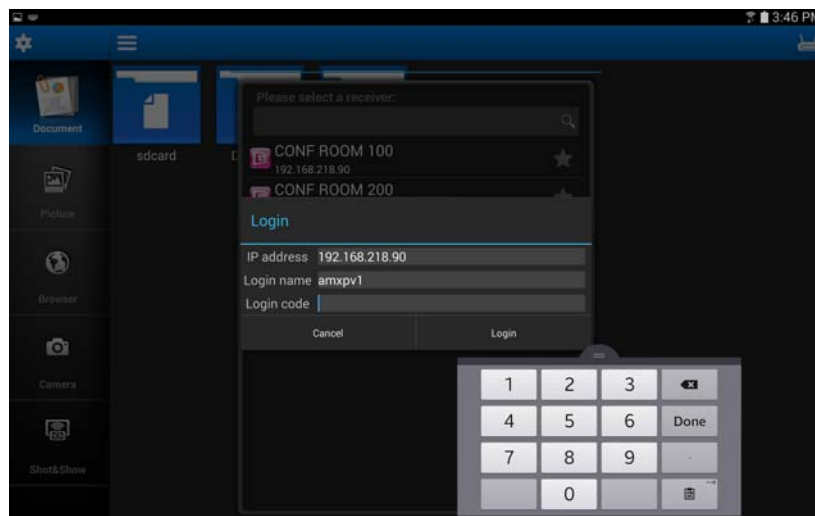 3:46 PM
Please select a receiver:
Document
CONF ROOM 100
192.168.218.90
sdcard
D
CONF ROOM 200
Picture
Login
IP address 192.168.218.90
Login name amxpv1
Login code
Browser
Cancel Login
Camera
1 2 3
4 5 6 Done
7 8 9
0
Shot&Show